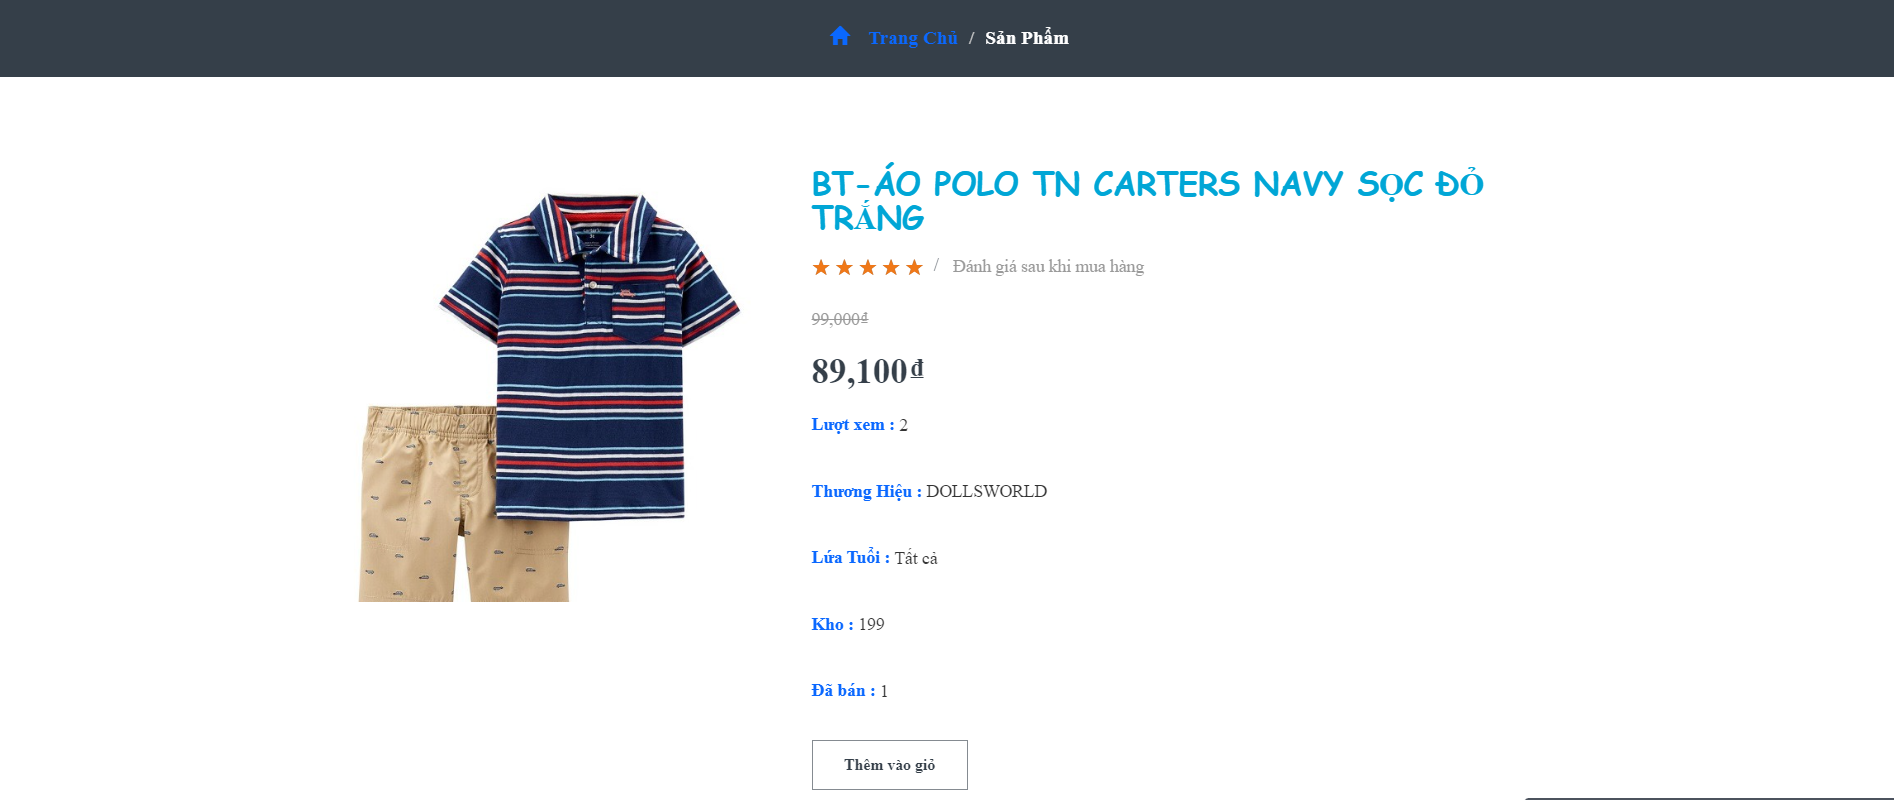 Trang Chủ / Sản Phẩm
BT-ÁO POLO TN CARTERS NAVY SỌC ĐỎ
TRẮNG
/ Đánh giá sau khi mua hàng
99,000₫
89,100₫
Lượt xem : 2
Thương Hiệu : DOLLSWORLD
Lứa Tuổi : Tất cả
Kho : 199
Đã bán : 1
Thêm vào giỏ